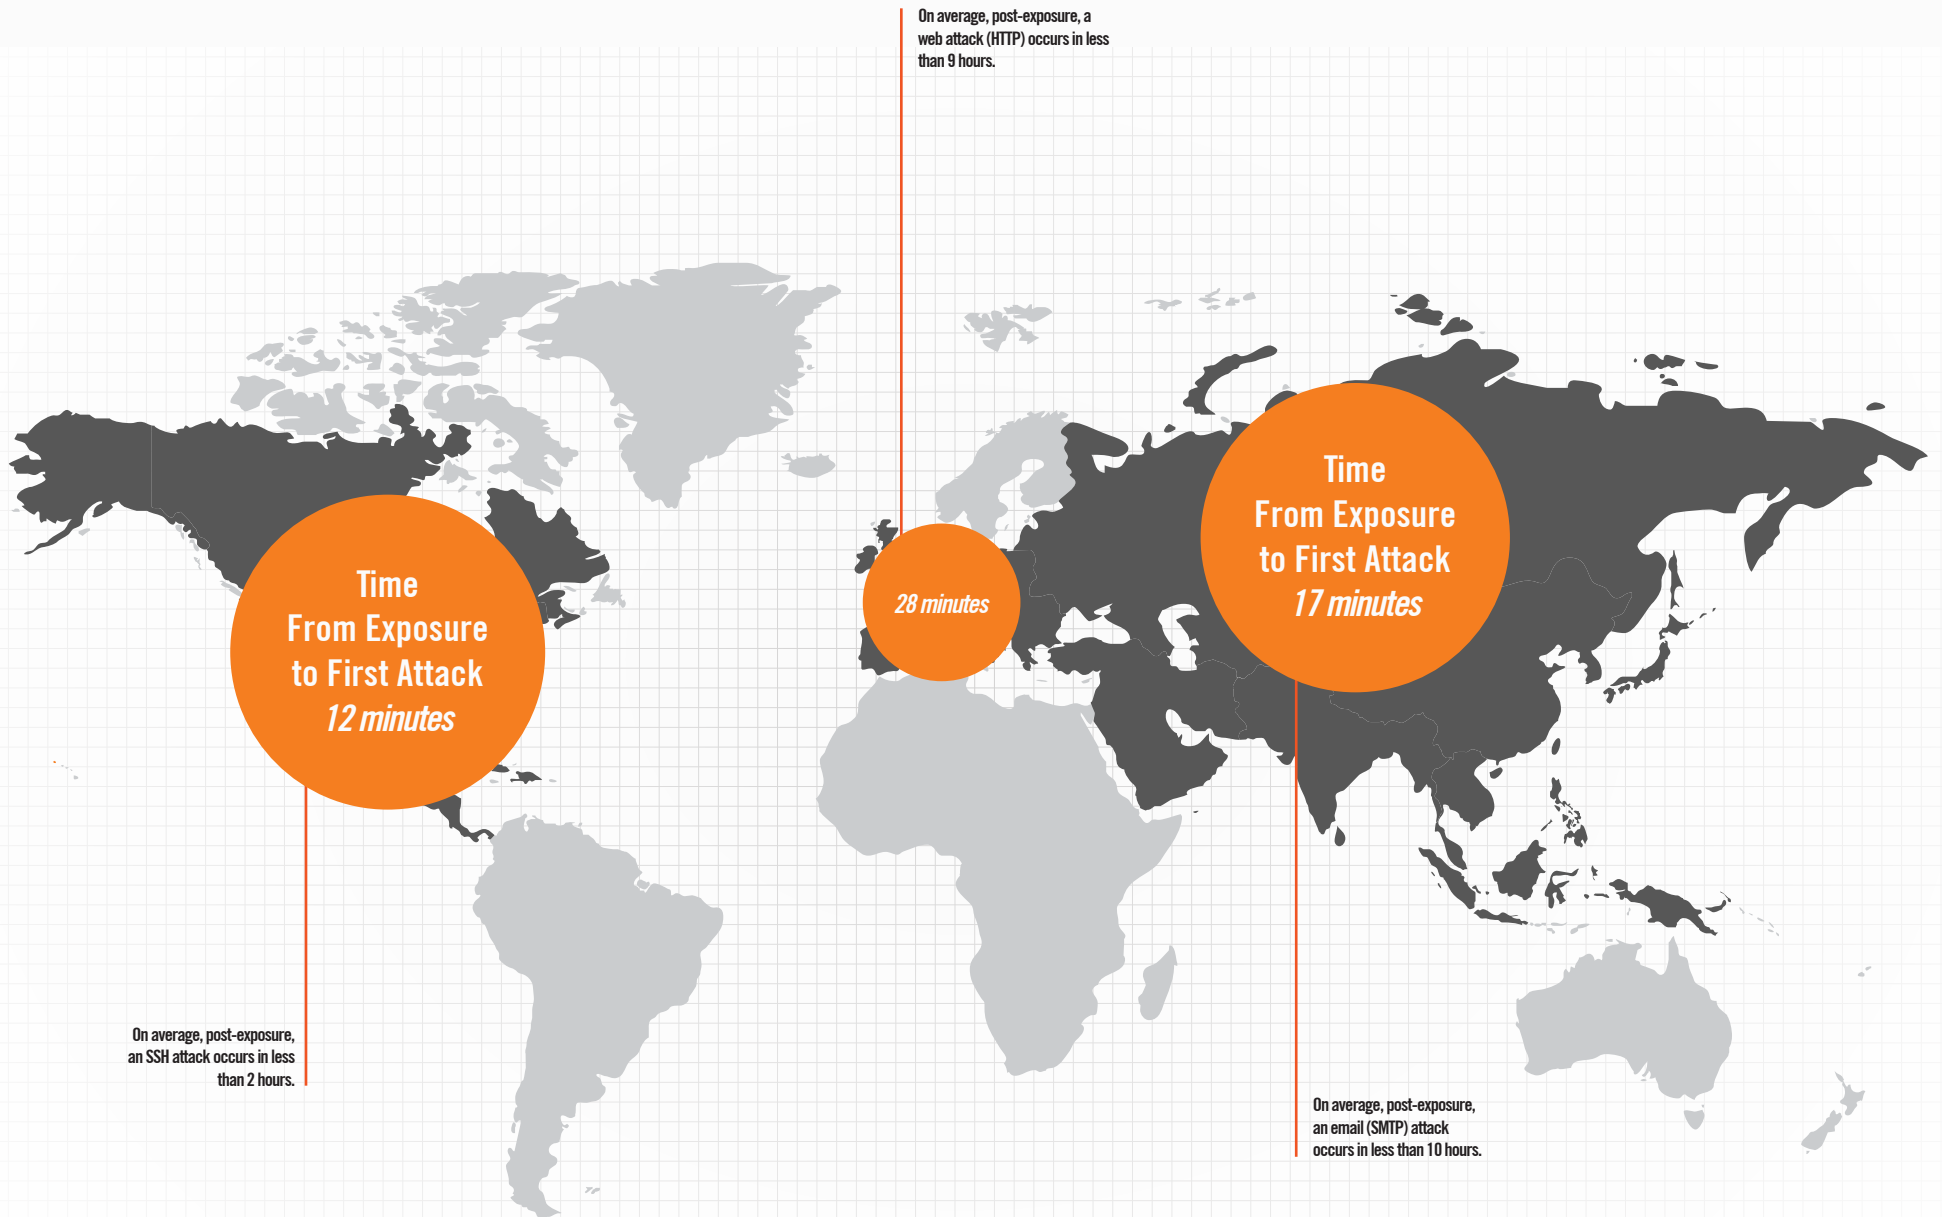 On average, post-exposure, a
web attack (HTTP) occurs in less
than 9 hours.
Time
From Exposure
to First Attack
12 minutes
28 minutes
Time
From Exposure
to First Attack
17 minutes
On average, post-exposure,
an SSH attack occurs in less
than 2 hours.
On average, post-exposure,
an email (SMTP) attack
occurs in less than 10 hours.